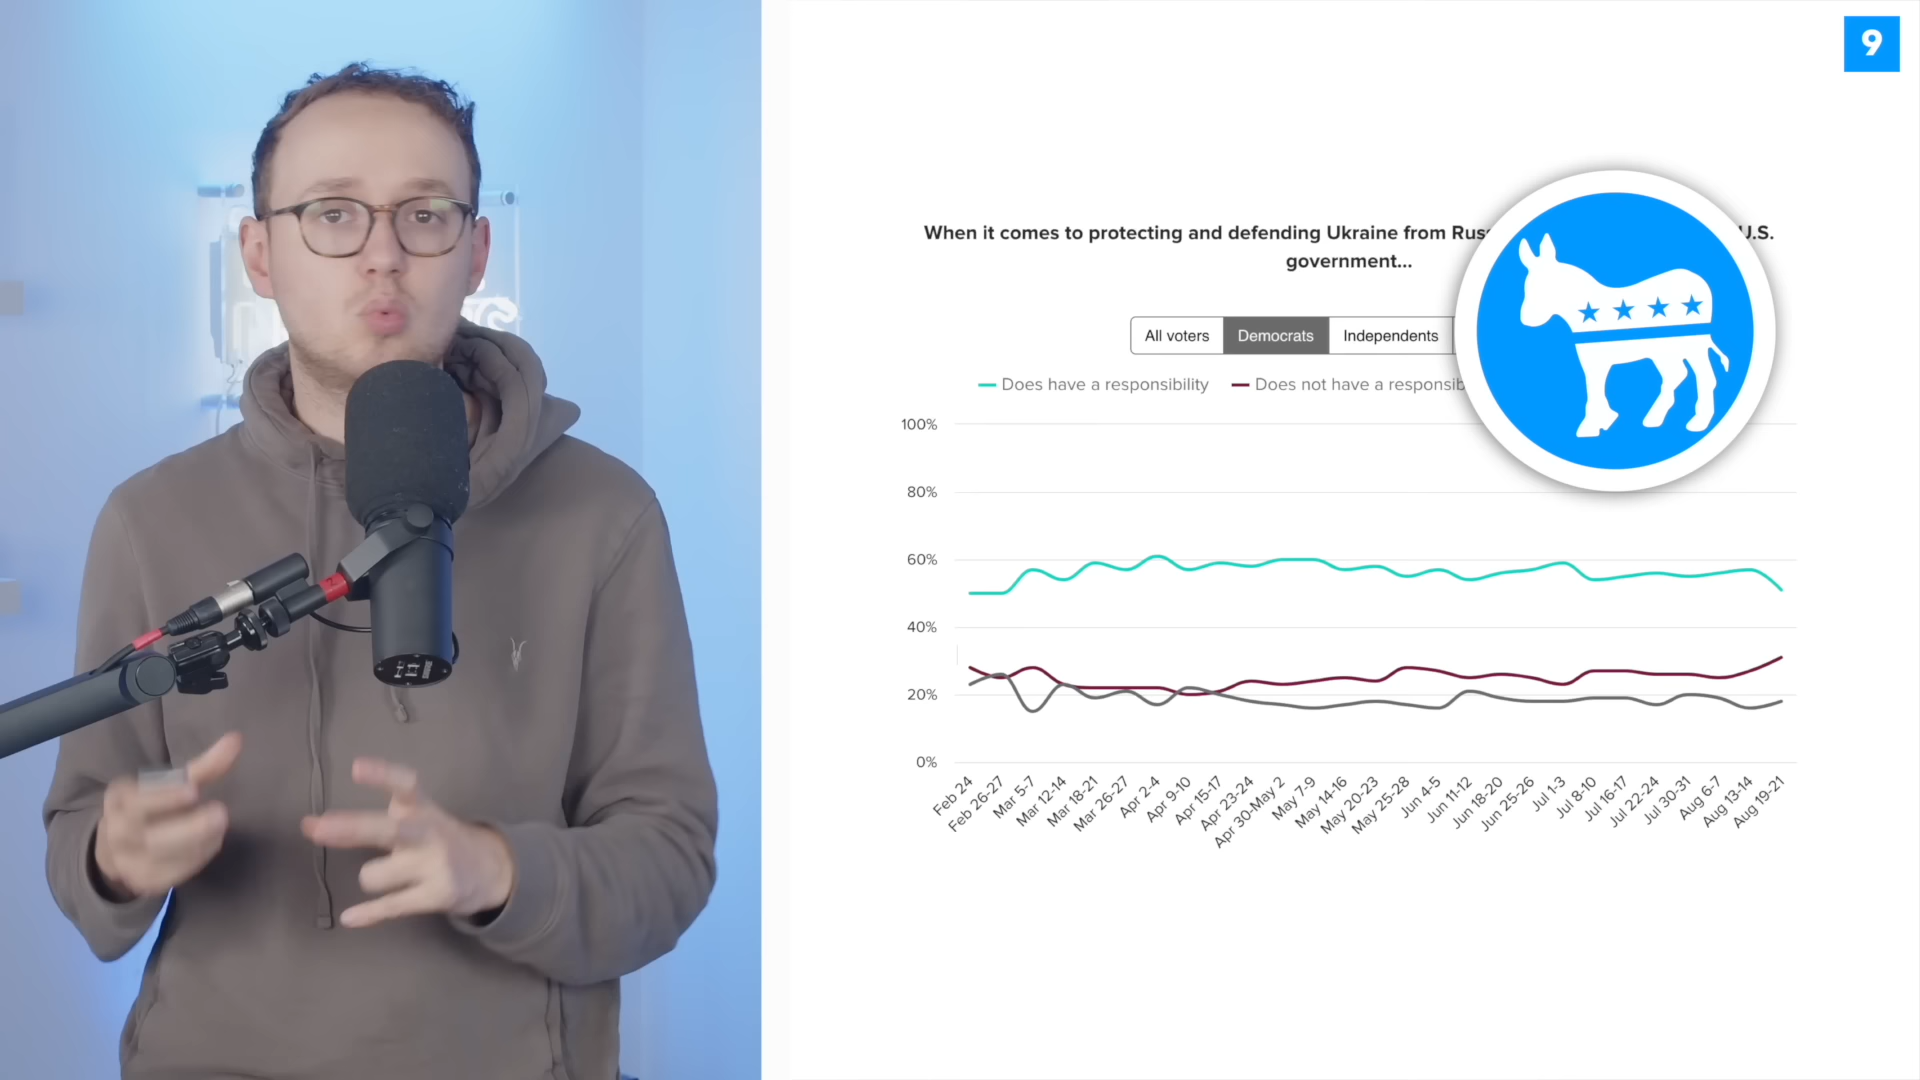 9
When it comes to protecting and defending Ukraine from U.S.
government...
All voters Democrats Independents
Does have a responsibility Does not have a
100%
80%
60%
40%
20%
0%
Feb 24
Feb 26-27
Mar 5-7
Mar 12-14
Mar 18-21
Mar 26-27
Apr 2-4
Apr 9-10
Apr 15-17
Apr 23-24
Apr 30-May 2
May 7-9
May 14-16
May 20-23
May 25-28
Jun 4-5
Jun 11-12
Jun 18-20
Jun 25-26
Jul 1-3
Jul 8-10
Jul 16-17
Jul 22-24
Jul 30-31
Aug 6-7
Aug 13-14
Aug 19-21